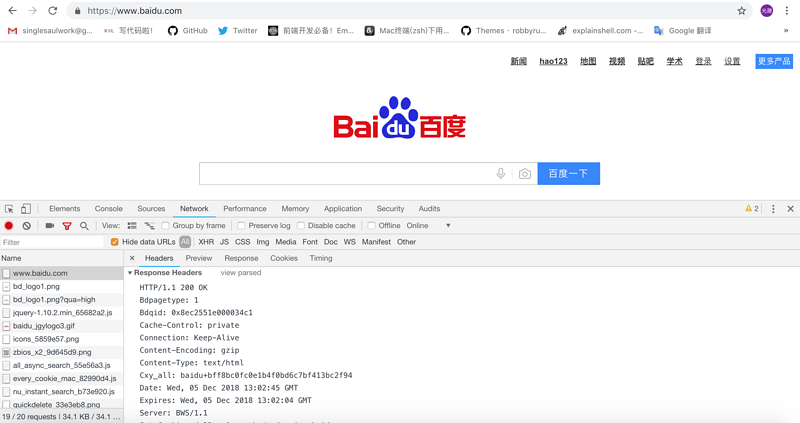 https://www.baidu.com
元潭
singlesaulwork@g... XSL 写代码啦! GitHub Twitter 前端开发必备!Em... Mac终端(zsh)下用... Themes · robbyru... explainshell.com -... Google 翻译 »
新闻 hao123 地图 视频 贴吧 学术 登录 设置 更多产品
Bai du 百度
百度一下
Elements Console Sources Network Performance Memory Application Security Audits 2
View: Group by frame Preserve log Disable cache Offline Online
Filter Hide data URLs All XHR JS CSS Img Media Font Doc WS Manifest Other
Name × Headers Preview Response Cookies Timing
www.baidu.com
bd_logo1.png
bd_logo1.png?qua=high
jquery-1.10.2.min_65682a2.js
baidu_jgylogo3.gif
icons_5859e57.png
zbios_x2_9d645d9.png
all_async_search_55e56a3.js
every_cookie_mac_82990d4.js
nu_instant_search_b73e920.js
quickdelete_33e3eb8.png
19 / 20 requests | 34.1 KB / 34.1 ...
Response Headers view parsed
HTTP/1.1 200 OK
Bdpagetype: 1
Bdqid: 0x8ec2551e000034c1
Cache-Control: private
Connection: Keep-Alive
Content-Encoding: gzip
Content-Type: text/html
Cxy_all: baidu+bff8bc0fc0e1b4f0bd6c7bf413bc2f94
Date: Wed, 05 Dec 2018 13:02:45 GMT
Expires: Wed, 05 Dec 2018 13:02:04 GMT
Server: BWS/1.1